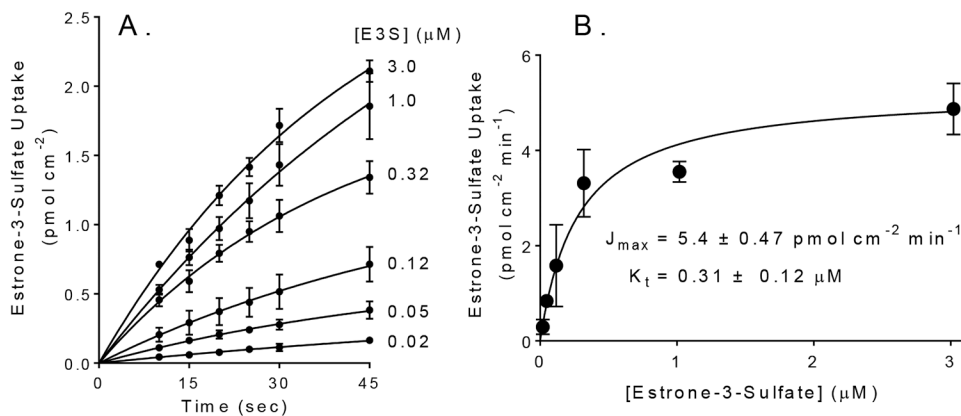 A.
Estrone-3-Sulfate Uptake
(pmol cm-2)
2.5
2.0
1.5
1.0
0.5
0.0
[E3S] (μM)
3.0
1.0
0.32
0.12
0.05
0.02
0 15 30 45
Time (sec)
B.
Estrone-3-Sulfate Uptake
(pmol cm-2 min-1)
6
4
2
0
Jmax = 5.4 ± 0.47 pmol cm-2 min-1
Kt = 0.31 ± 0.12 μM
0 1 2 3
[Estrone-3-Sulfate] (μM)